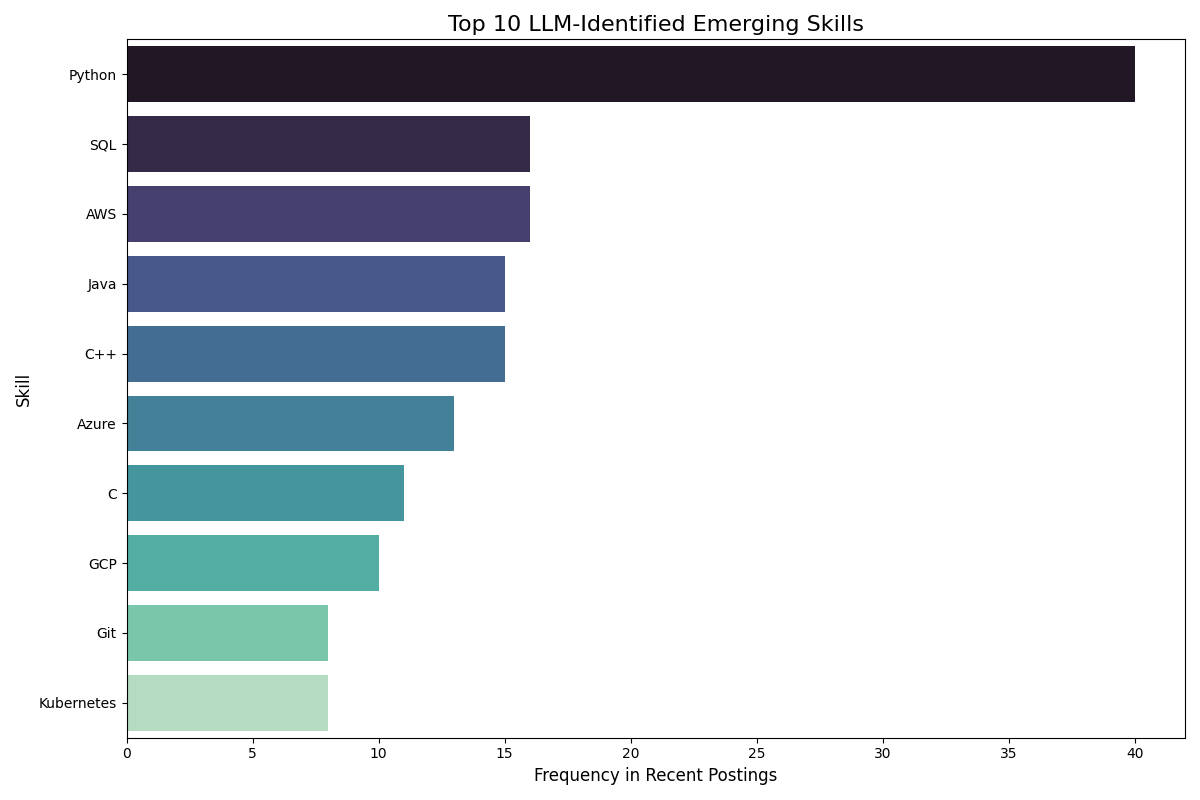 Top 10 LLM-Identified Emerging Skills
Skill
Python
SQL
AWS
Java
C++
Azure
C
GCP
Git
Kubernetes
0 5 10 15 20 25 30 35 40
Frequency in Recent Postings